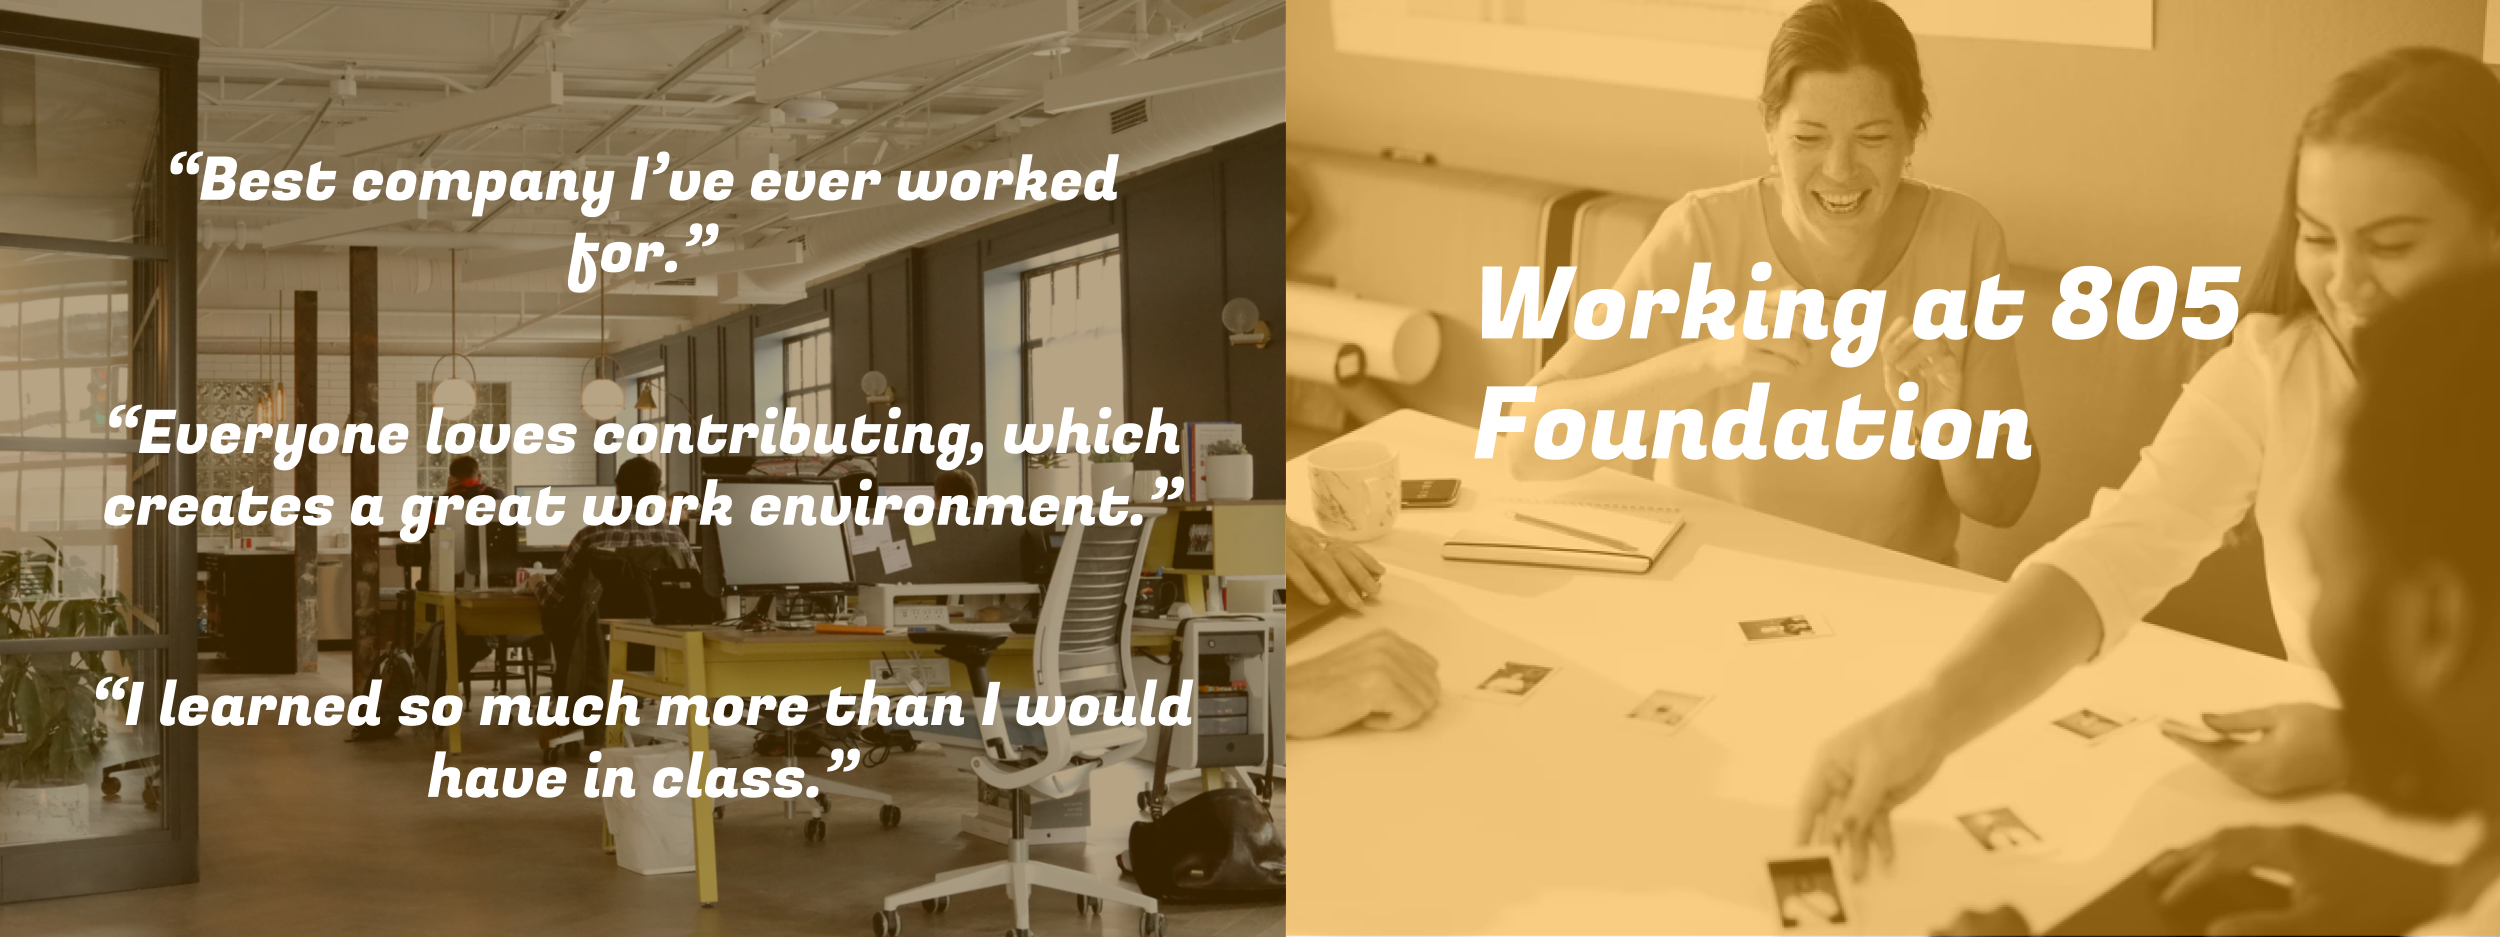 “Best company I’ve ever worked
for.”
“Everyone loves contributing, which
creates a great work environment.”
“I learned so much more than I would
have in class.”
Working at 805
Foundation